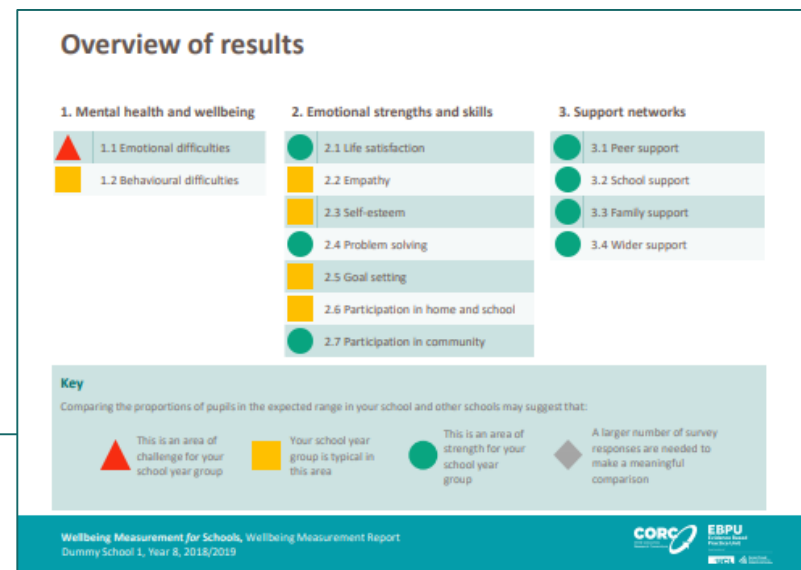 Overview of results
1. Mental health and wellbeing
1.1 Emotional difficulties
1.2 Behavioural difficulties
2. Emotional strengths and skills
2.1 Life satisfaction
2.2 Empathy
2.3 Self-esteem
2.4 Problem solving
2.5 Goal setting
2.6 Participation in home and school
2.7 Participation in community
3. Support networks
3.1 Peer support
3.2 School support
3.3 Family support
3.4 Wider support
Key
Comparing the proportions of pupils in the expected range in your school and other schools may suggest that:
This is an area of
challenge for your
school year group
Your school year
group is typical in
this area
This is an area of
strength for your
school year
group
A larger number of survey
responses are needed to
make a meaningful
comparison
Wellbeing Measurement for Schools, Wellbeing Measurement Report
Dummy School 1, Year 8, 2018/2019
CORC
EBPU
Evidence Based
Practice Unit
UCL